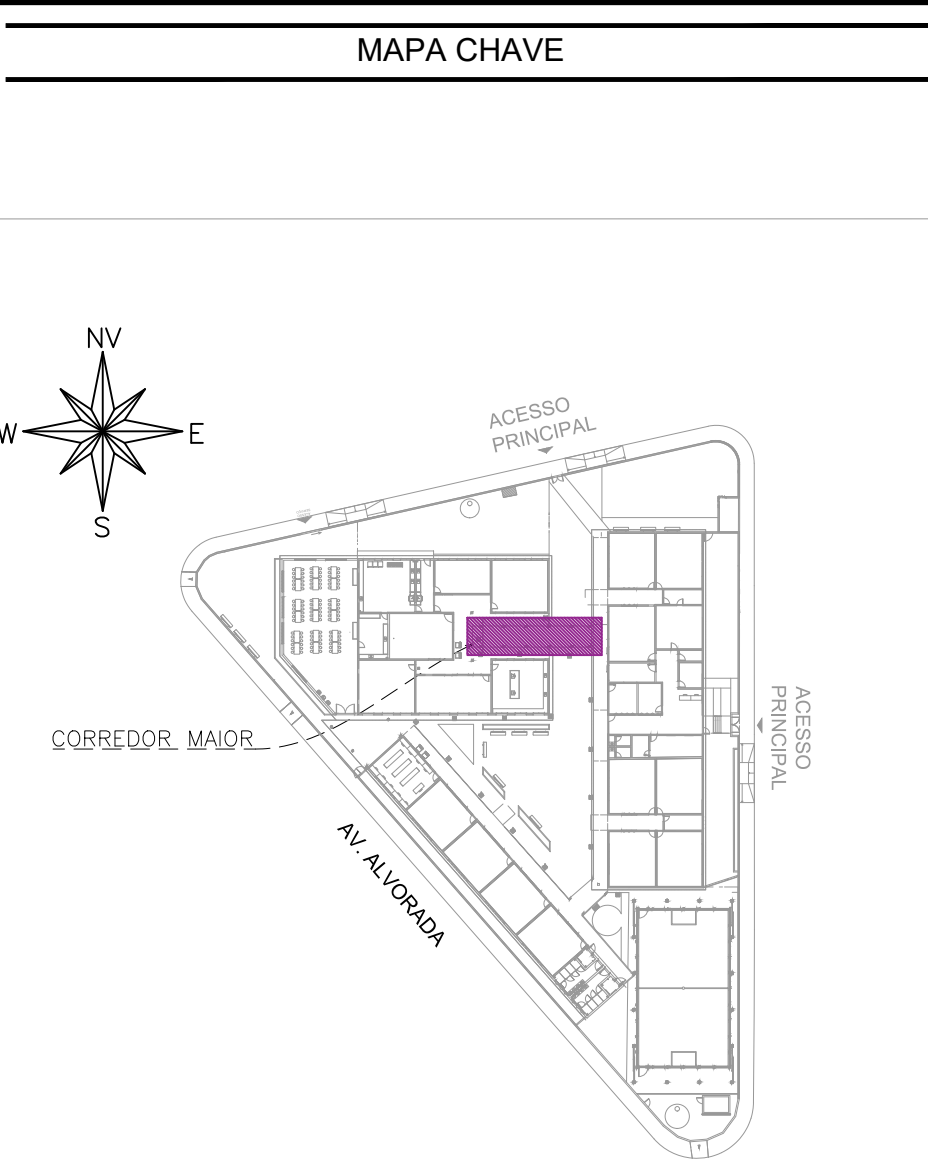 MAPA CHAVE
NV
W
E
S
ACESSO
PRINCIPAL
ACESSO
PRINCIPAL
CORREDOR MAIOR
AV. ALVORADA